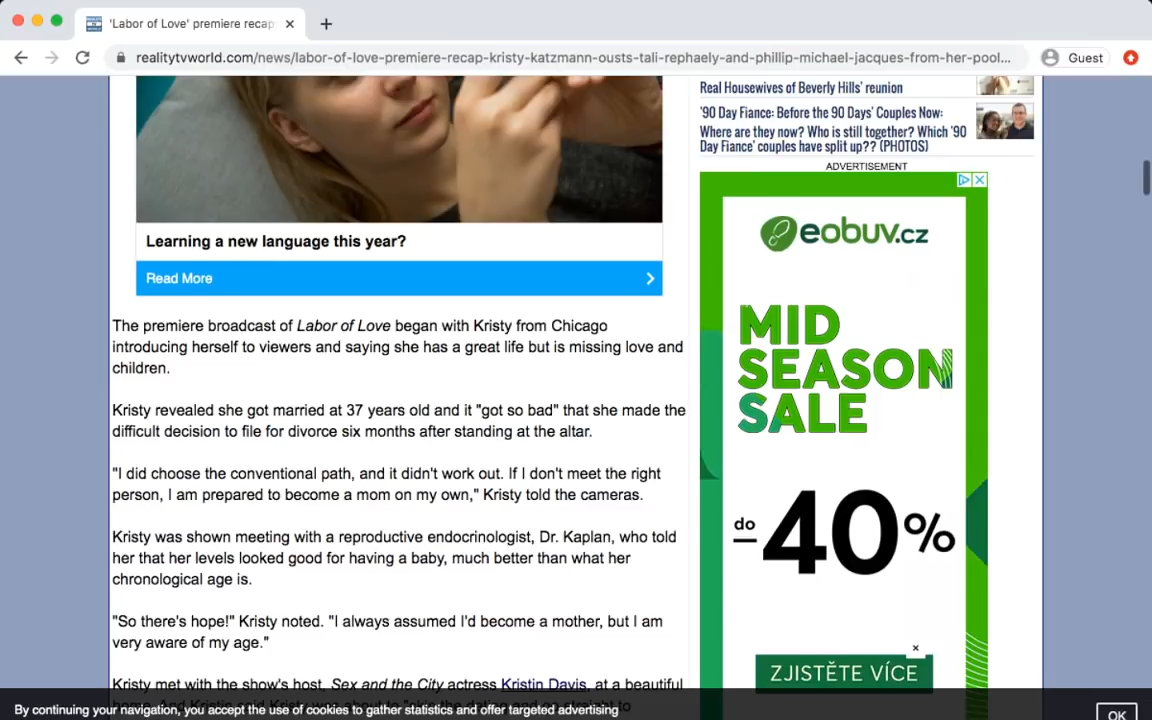 'Labor of Love' premiere recap
realitytvworld.com/news/labor-of-love-premiere-recap-kristy-katzmann-ousts-tali-rephaely-and-phillip-michael-jacques-from-her-pool...
Guest
Real Housewives of Beverly Hills' reunion
'90 Day Fiance: Before the 90 Days' Couples Now:
Where are they now? Who is still together? Which '90
Day Fiance' couples have split up?? (PHOTOS)
ADVERTISEMENT
eobuv.cz
MID
SEASON
SALE
do
40%
ZJISTĚTE VÍCE
Learning a new language this year?
Read More
The premiere broadcast of Labor of Love began with Kristy from Chicago
introducing herself to viewers and saying she has a great life but is missing love and
children.
Kristy revealed she got married at 37 years old and it "got so bad" that she made the
difficult decision to file for divorce six months after standing at the altar.
"I did choose the conventional path, and it didn't work out. If I don't meet the right
person, I am prepared to become a mom on my own," Kristy told the cameras.
Kristy was shown meeting with a reproductive endocrinologist, Dr. Kaplan, who told
her that her levels looked good for having a baby, much better than what her
chronological age is.
"So there's hope!" Kristy noted. "I always assumed I'd become a mother, but I am
very aware of my age."
Kristy met with the show's host, Sex and the City actress Kristin Davis, at a beautiful
By continuing your navigation, you accept the use of cookies to gather statistics and offer targeted advertising
OK